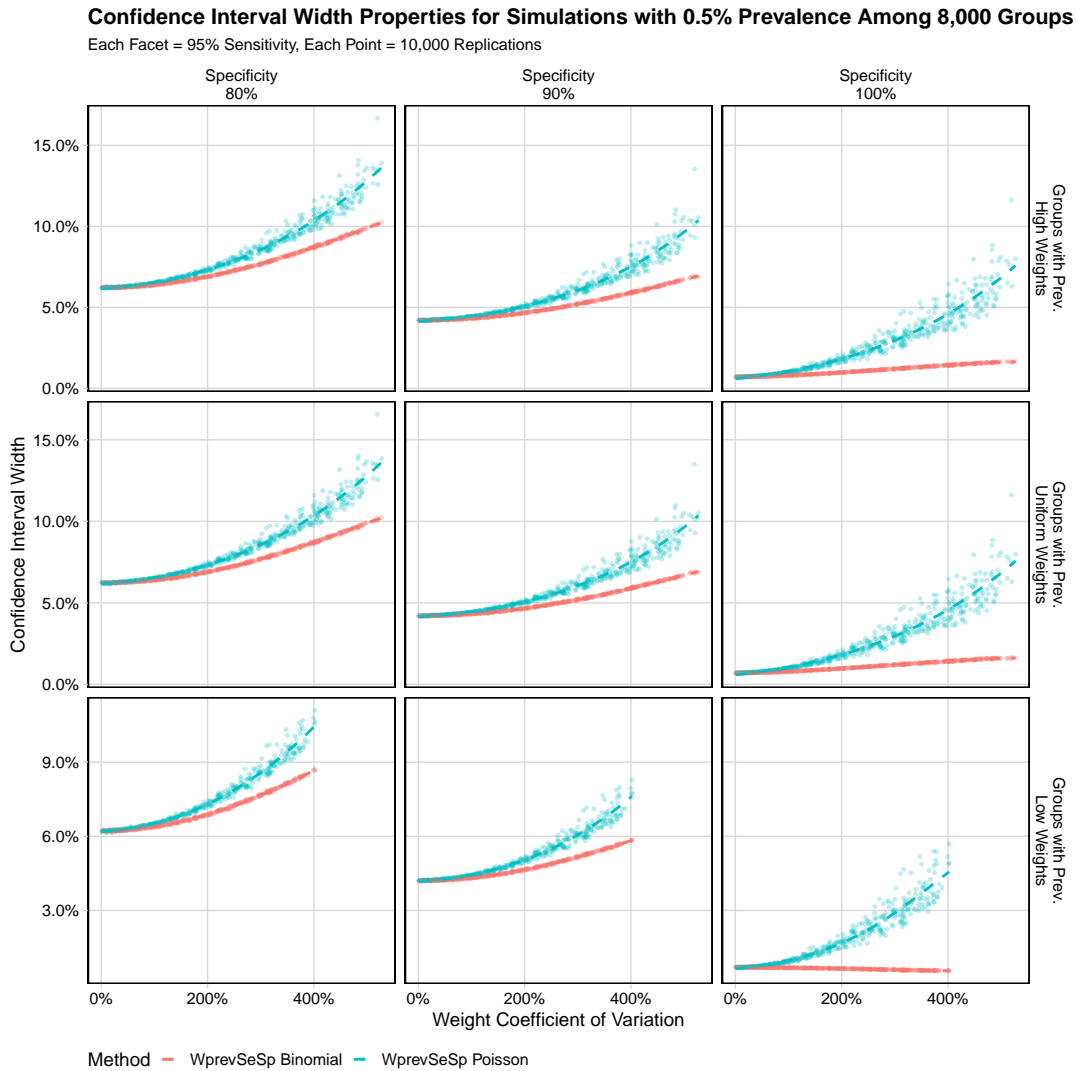 Confidence Interval Width Properties for Simulations with 0.5% Prevalence Among 8,000 Groups
Each Facet = 95% Sensitivity, Each Point = 10,000 Replications
Specificity
80%
Specificity
90%
Specificity
100%
15.0%
10.0%
5.0%
0.0%
Groups with Prev.
High Weights
15.0%
10.0%
5.0%
0.0%
Groups with Prev.
Uniform Weights
9.0%
6.0%
3.0%
Groups with Prev.
Low Weights
Confidence Interval Width
0% 200% 400%
0% 200% 400%
0% 200% 400%
Weight Coefficient of Variation
Method WprevSeSp Binomial WprevSeSp Poisson